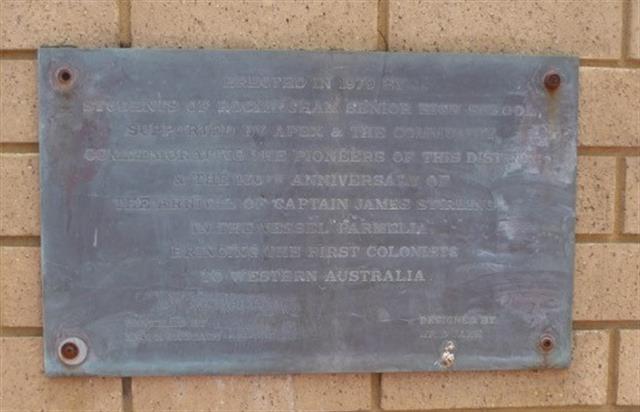 ERECTED IN 1979 BY
STUDENTS OF ROCKINGHAM SENIOR HIGH SCHOOL
SUPPORTED BY APEX & THE COMMUNITY
COMMEMORATING THE PIONEERS OF THIS DISTRICT
& THE 150TH ANNIVERSARY OF
THE ARRIVAL OF CAPTAIN JAMES STIRLING
IN THE VESSEL PARMELIA
BRINGING THE FIRST COLONISTS
TO WESTERN AUSTRALIA
BY
DESIGNED BY